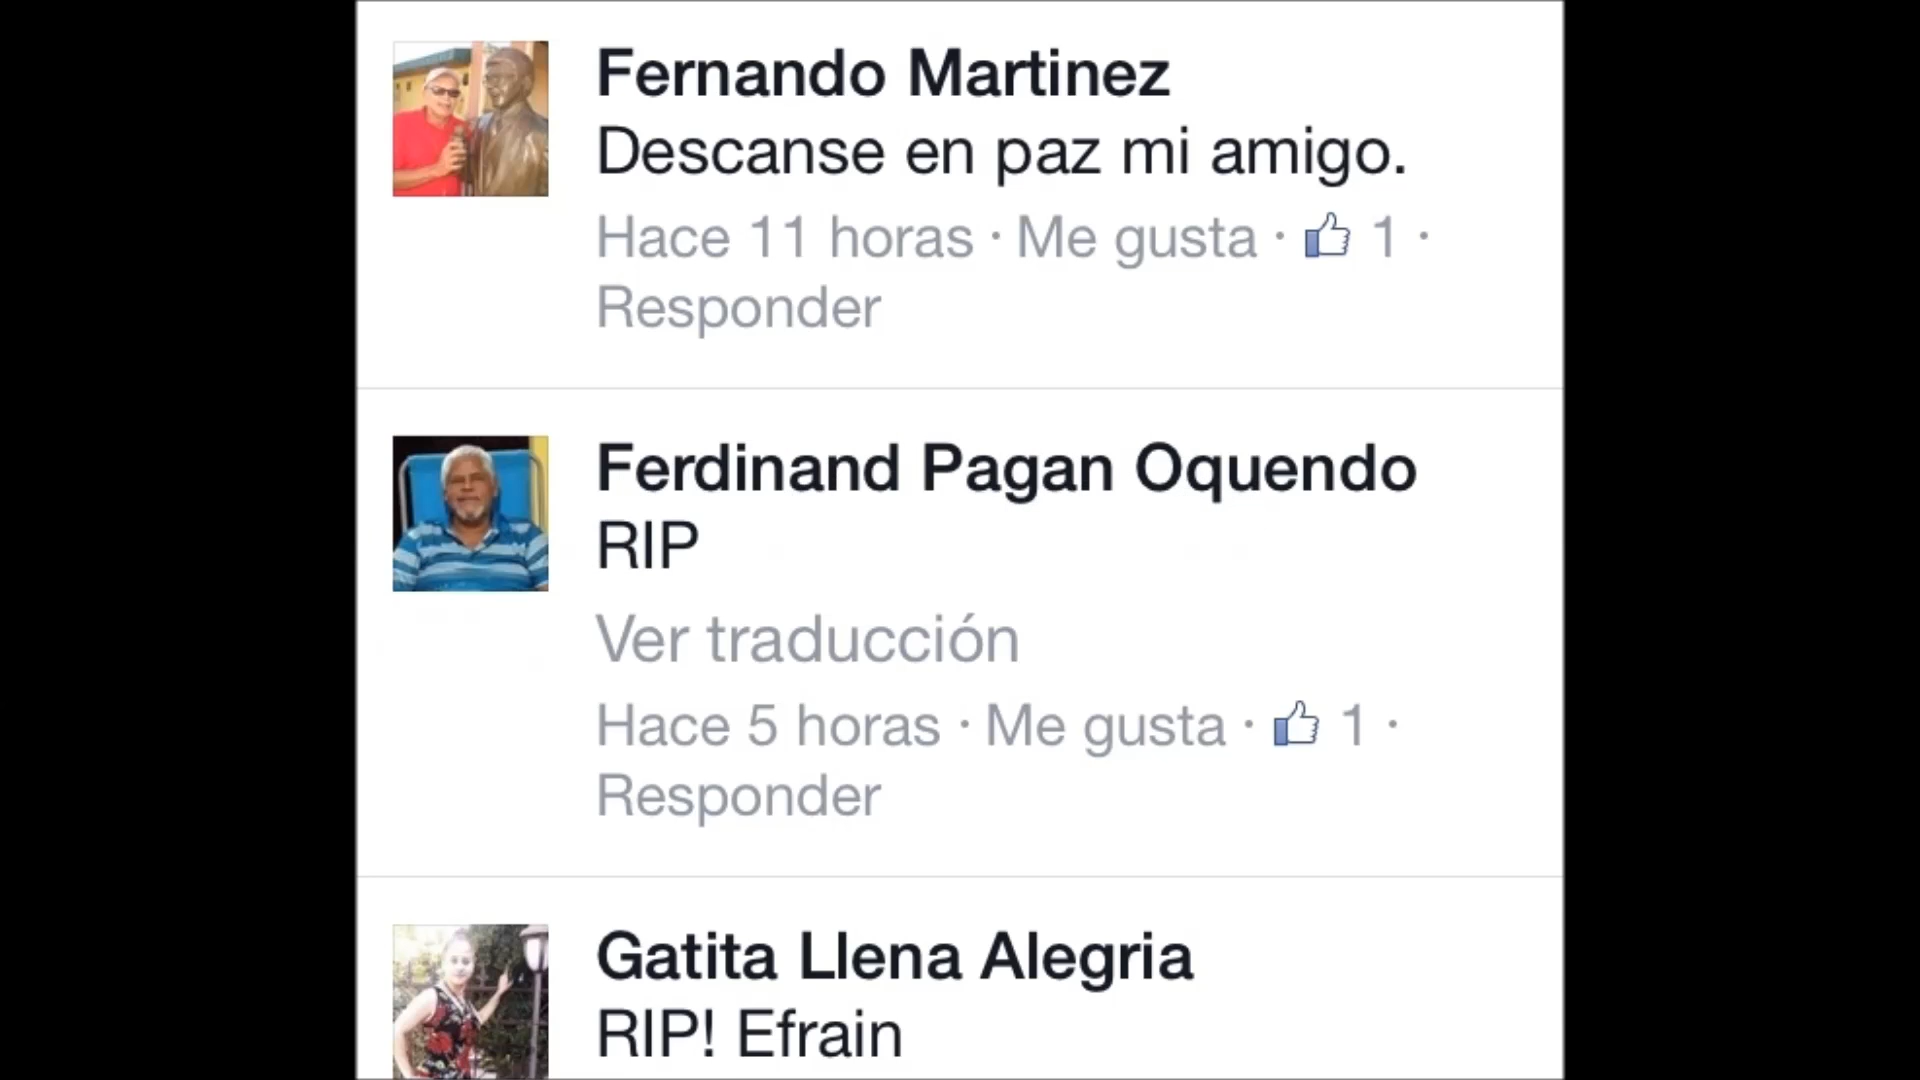 Fernando Martinez
Descanse en paz mi amigo.
Hace 11 horas · Me gusta · 1 ·
Responder
Ferdinand Pagan Oquendo
RIP
Ver traducción
Hace 5 horas · Me gusta · 1 ·
Responder
Gatita Llena Alegria
RIP! Efrain